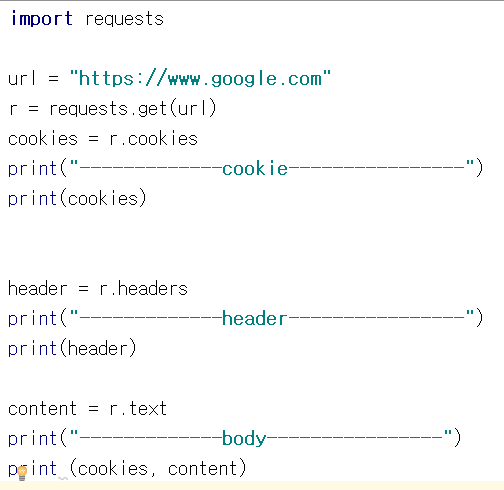 import requests
url = "https://www.google.com"
r = requests.get(url)
cookies = r.cookies
print("-------------cookie----------------")
print(cookies)
header = r.headers
print("-------------header----------------")
print(header)
content = r.text
print("-------------body----------------")
print (cookies, content)